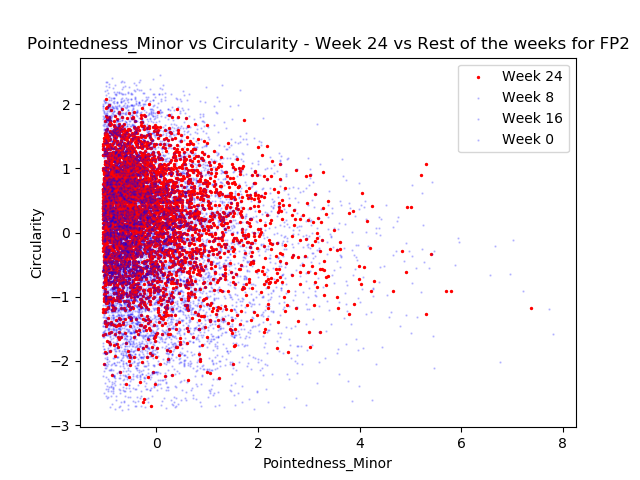 Pointedness_Minor vs Circularity - Week 24 vs Rest of the weeks for FP2
Week 24
Week 8
Week 16
Week 0
Circularity
2
1
0
−1
−2
−3
0
2
4
6
8
Pointedness_Minor